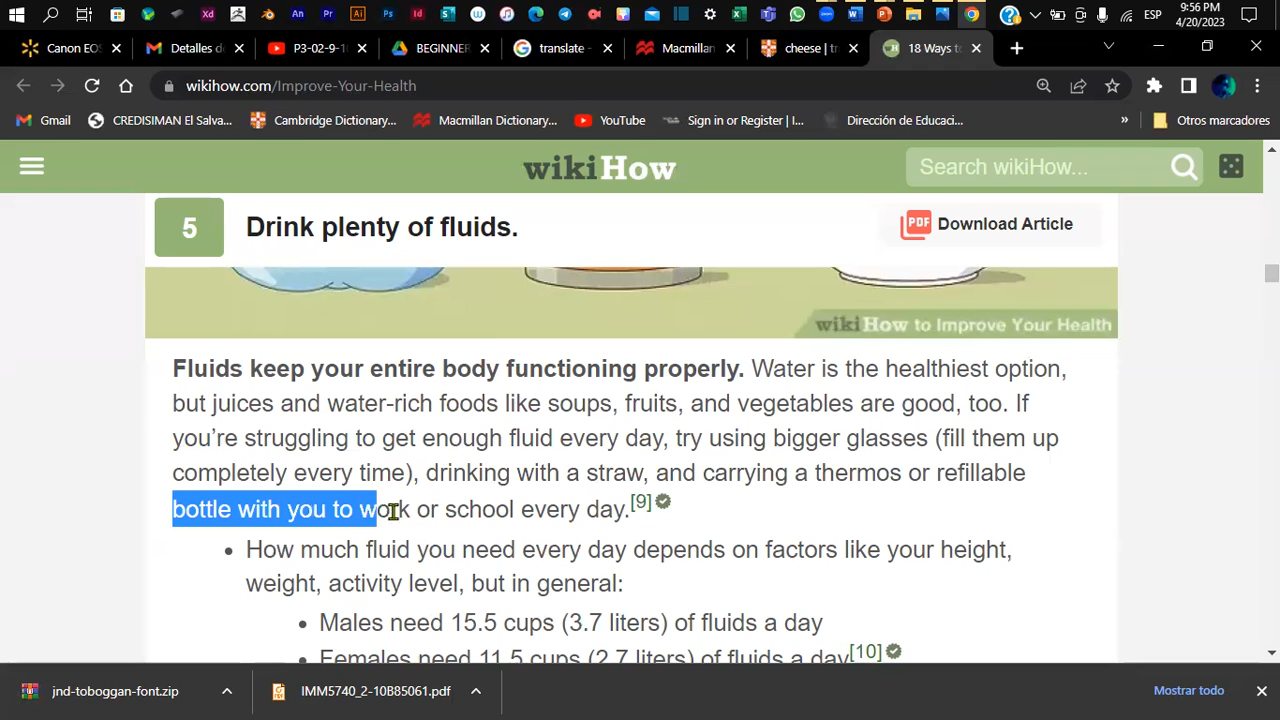 Xd An Pr Ai Ps Id S 9:56 PM
ESP 4/20/2023
Canon EOS Detalles de P3-02-9-1 BEGINNER translate - Macmillan cheese | tr 18 Ways to
wikihow.com/Improve-Your-Health
Gmail CREDISIMAN El Salva... Cambridge Dictionary... Macmillan Dictionary... YouTube Sign in or Register | I... Dirección de Educaci... » Otros marcadores
wikiHow Search wikiHow...
5 Drink plenty of fluids. PDF Download Article
wikiHow to Improve Your Health
Fluids keep your entire body functioning properly. Water is the healthiest option,
but juices and water-rich foods like soups, fruits, and vegetables are good, too. If
you're struggling to get enough fluid every day, try using bigger glasses (fill them up
completely every time), drinking with a straw, and carrying a thermos or refillable
bottle with you to work or school every day.[9]
• How much fluid you need every day depends on factors like your height,
weight, activity level, but in general:
• Males need 15.5 cups (3.7 liters) of fluids a day
• Females need 11.5 cups (2.7 liters) of fluids a day[10]
jnd-toboggan-font.zip IMM5740_2-10B85061.pdf Mostrar todo